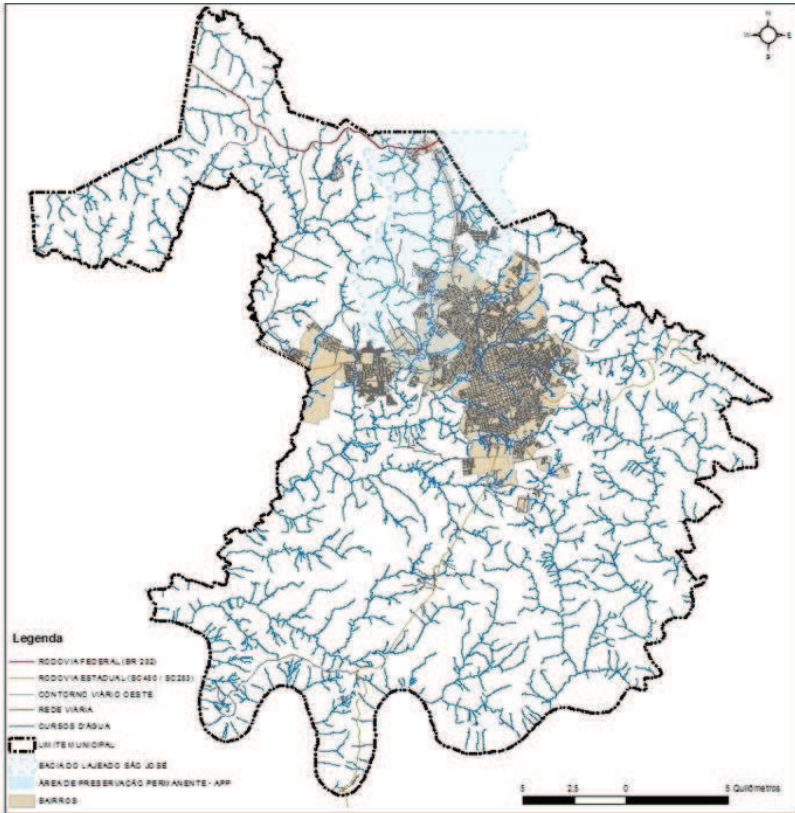 N
W E
S
Legenda
RODOVIA FEDERAL (BR 282)
RODOVIA ESTADUAL (SC480 / SC283)
CONTORNO VIÁRIO OESTE
REDE VIÁRIA
CURSOS D'ÁGUA
LIMITE MUNICIPAL
BACIA DO LAJEADO SÃO JOSÉ
ÁREA DE PRESERVAÇÃO PERMANENTE - APP
BAIRROS
5 2,5 0 5 Quilômetros